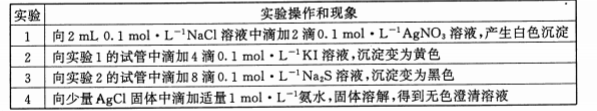 实验 实验操作和现象
1 向2 mL 0.1 mol·L⁻¹NaCl 溶液中滴加2滴0.1 mol·L⁻¹AgNO₃ 溶液,产生白色沉淀
2 向实验1的试管中滴加4滴0.1 mol·L⁻¹KI 溶液,沉淀变为黄色
3 向实验2的试管中滴加8滴0.1 mol·L⁻¹Na₂S 溶液,沉淀变为黑色
4 向少量 AgCl 固体中滴加适量1 mol·L⁻¹氨水,固体溶解,得到无色澄清溶液